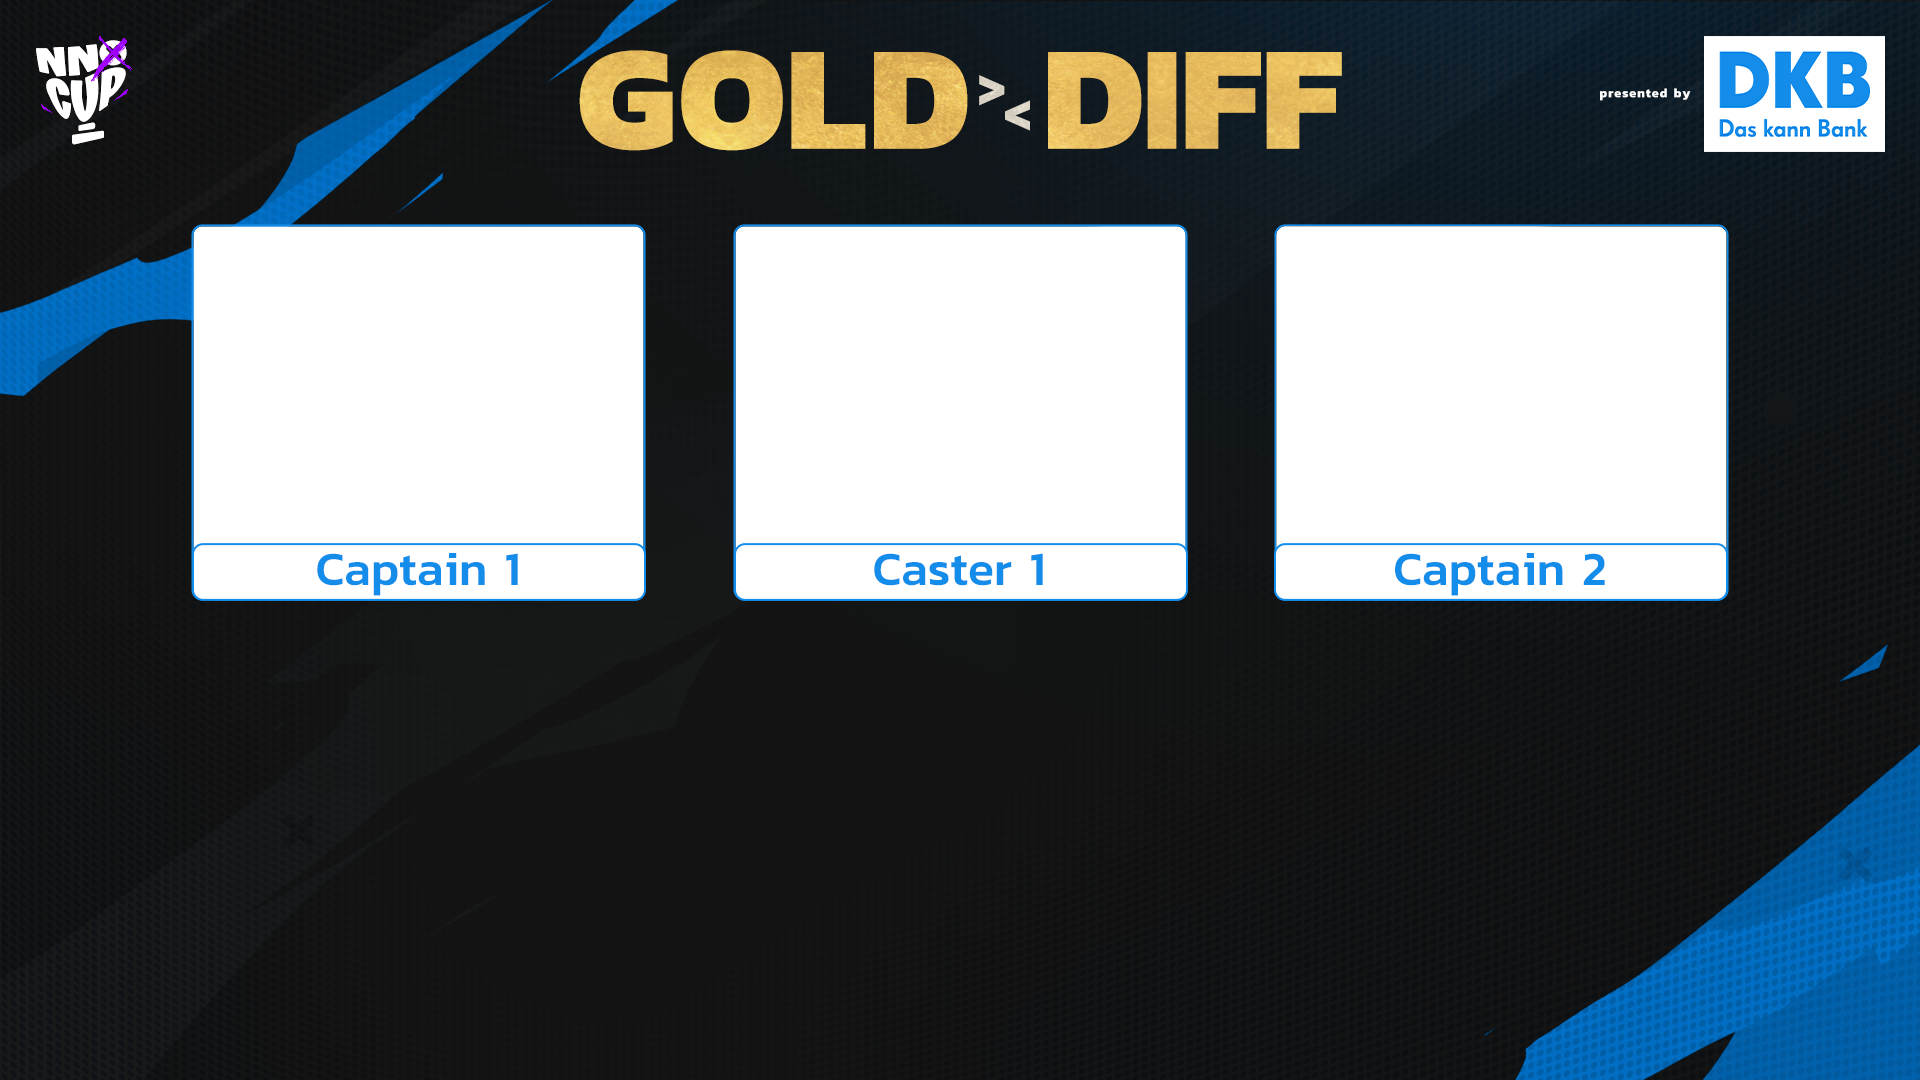 NNO CUP
GOLD >< DIFF
presented by
DKB
Das kann Bank
Captain 1
Caster 1
Captain 2